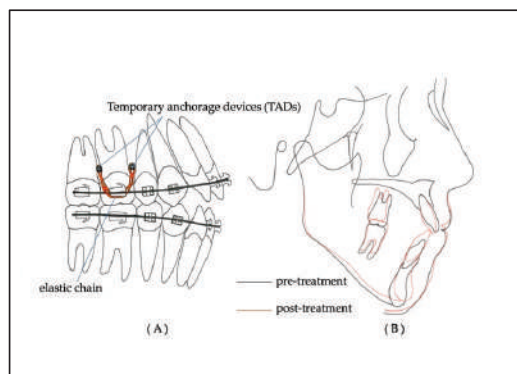 Temporary anchorage devices (TADs)
elastic chain
pre-treatment
post-treatment
(A)
(B)